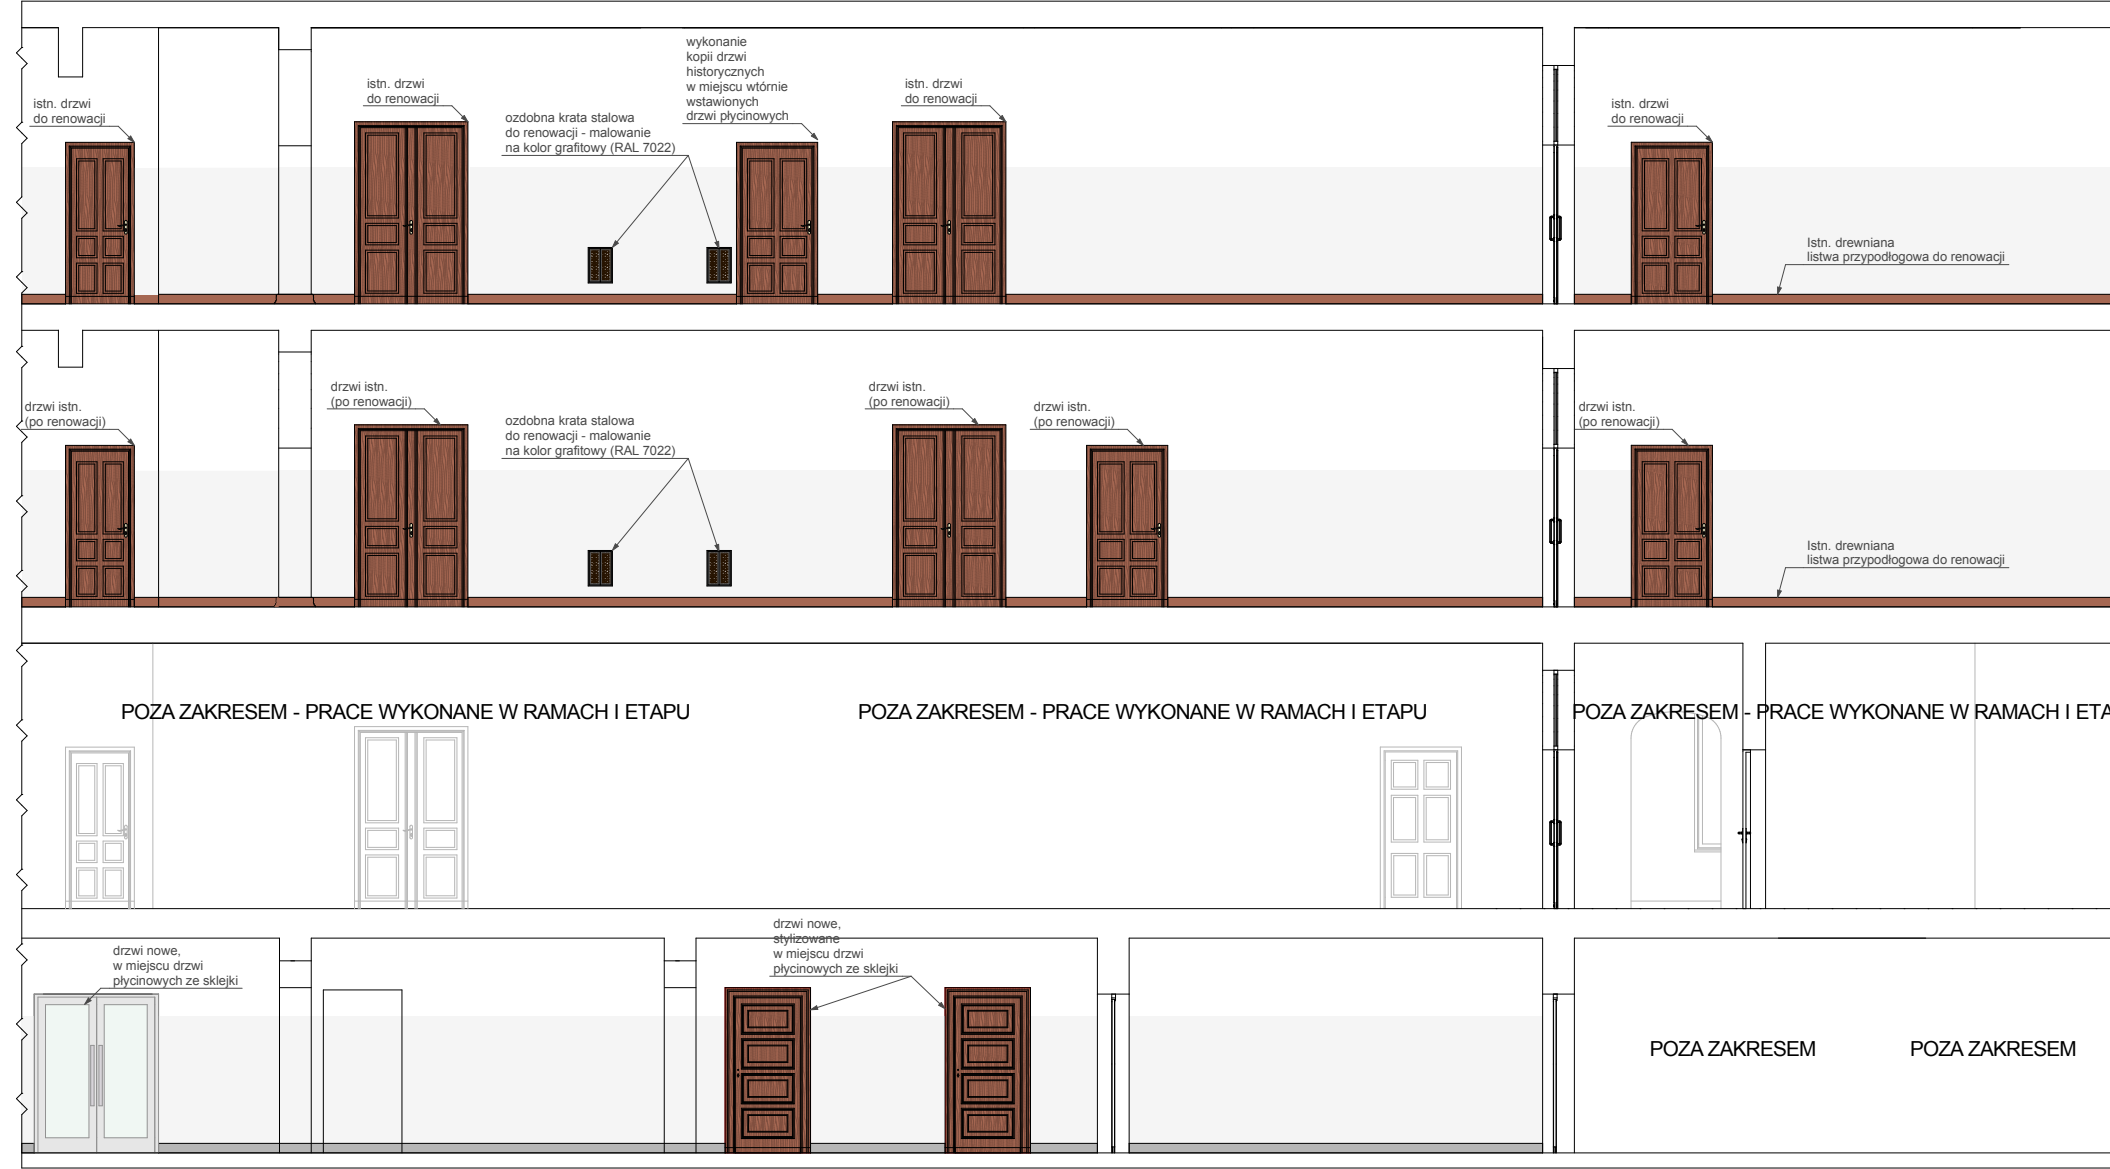 wykonanie
kopii drzwi
historycznych
w miejscu wtórnie
wstawionych
drzwi płycinowych
istn. drzwi
do renowacji
istn. drzwi
do renowacji
ozdobna krata stalowa
do renowacji - malowanie
na kolor grafitowy (RAL 7022)
istn. drzwi
do renowacji
istn. drzwi
do renowacji
Istn. drewniana
listwa przypodłogowa do renowacji
drzwi istn.
(po renowacji)
drzwi istn.
(po renowacji)
ozdobna krata stalowa
do renowacji - malowanie
na kolor grafitowy (RAL 7022)
drzwi istn.
(po renowacji)
drzwi istn.
(po renowacji)
drzwi istn.
(po renowacji)
Istn. drewniana
listwa przypodłogowa do renowacji
POZA ZAKRESEM - PRACE WYKONANE W RAMACH I ETAPU
POZA ZAKRESEM - PRACE WYKONANE W RAMACH I ETAPU
POZA ZAKRESEM - PRACE WYKONANE W RAMACH I ETA
drzwi nowe,
w miejscu drzwi
płycinowych ze sklejki
drzwi nowe,
stylizowane
w miejscu drzwi
płycinowych ze sklejki
POZA ZAKRESEM
POZA ZAKRESEM